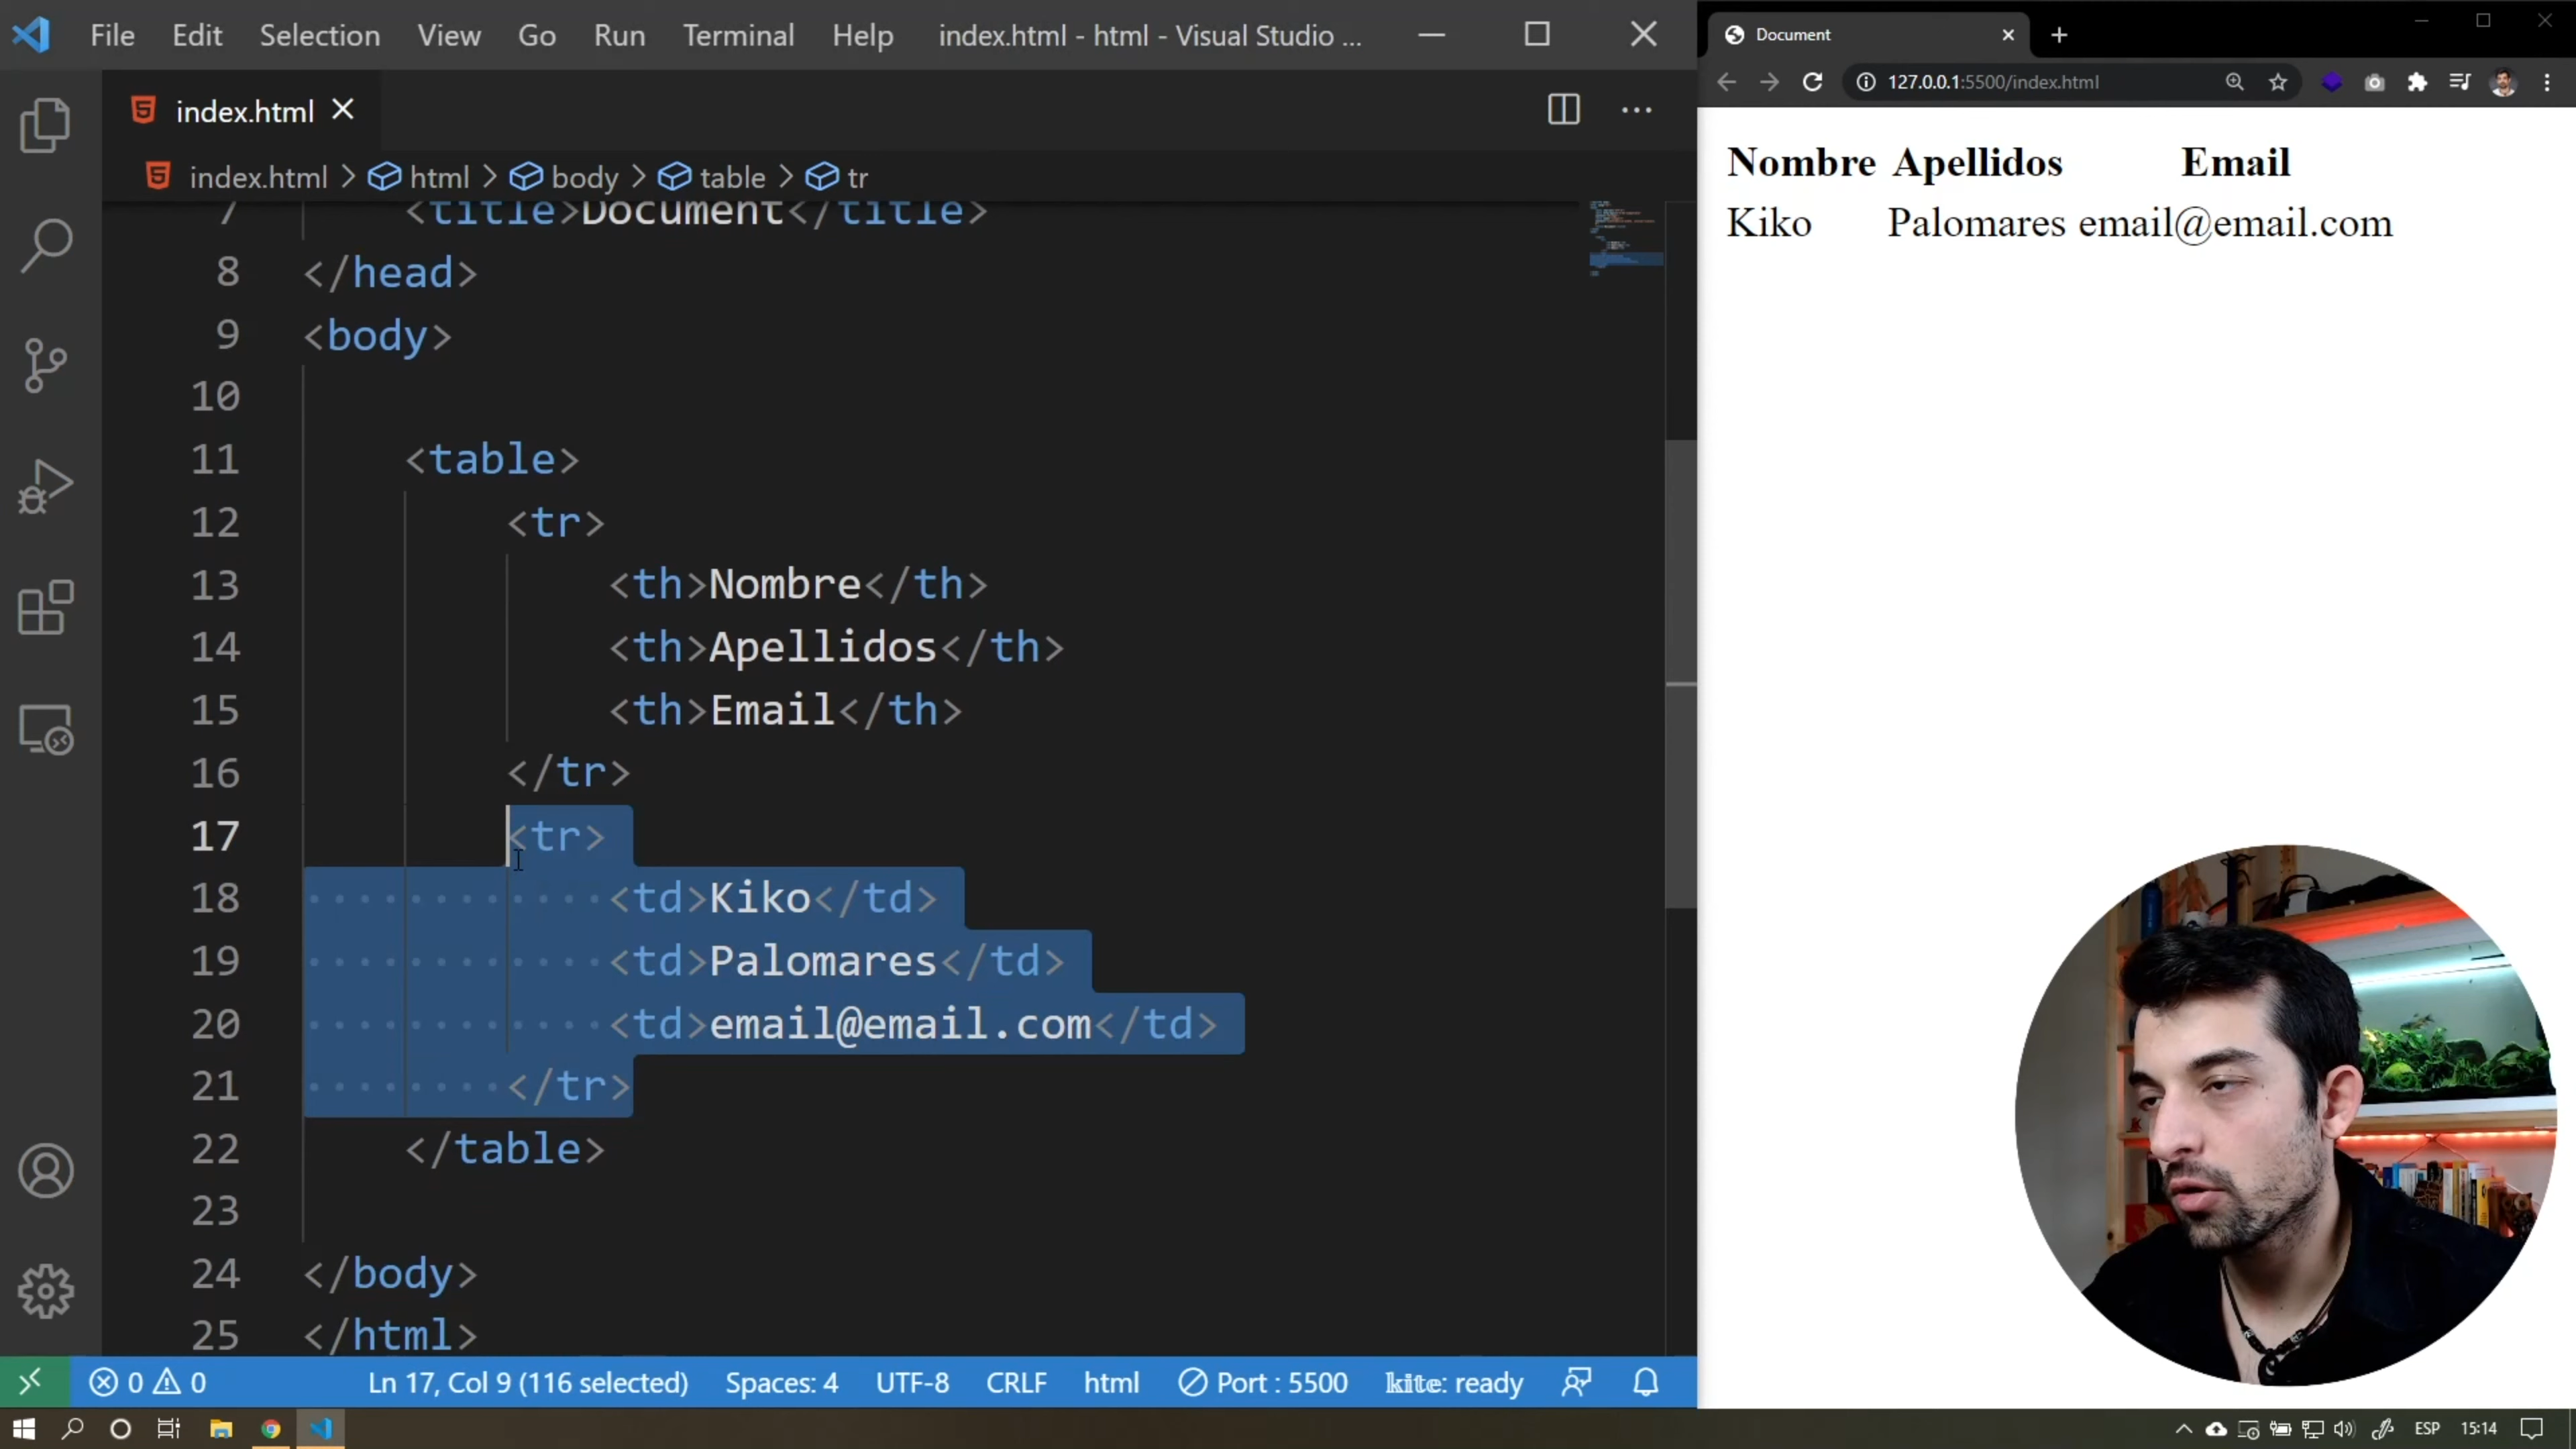 File Edit Selection View Go Run Terminal Help index.html - html - Visual Studio ...
index.html
index.html > html > body > table > tr
7 <title>Document</title>
8 </head>
9 <body>
10
11 <table>
12 <tr>
13 <th>Nombre</th>
14 <th>Apellidos</th>
15 <th>Email</th>
16 </tr>
17 <tr>
18 <td>Kiko</td>
19 <td>Palomares</td>
20 <td>email@email.com</td>
21 </tr>
22 </table>
23
24 </body>
25 </html>
0 0 Ln 17, Col 9 (116 selected) Spaces: 4 UTF-8 CRLF html Port : 5500 kite: ready
Document
127.0.0.1:5500/index.html
Nombre Apellidos Email
Kiko Palomares email@email.com
ESP 15:14